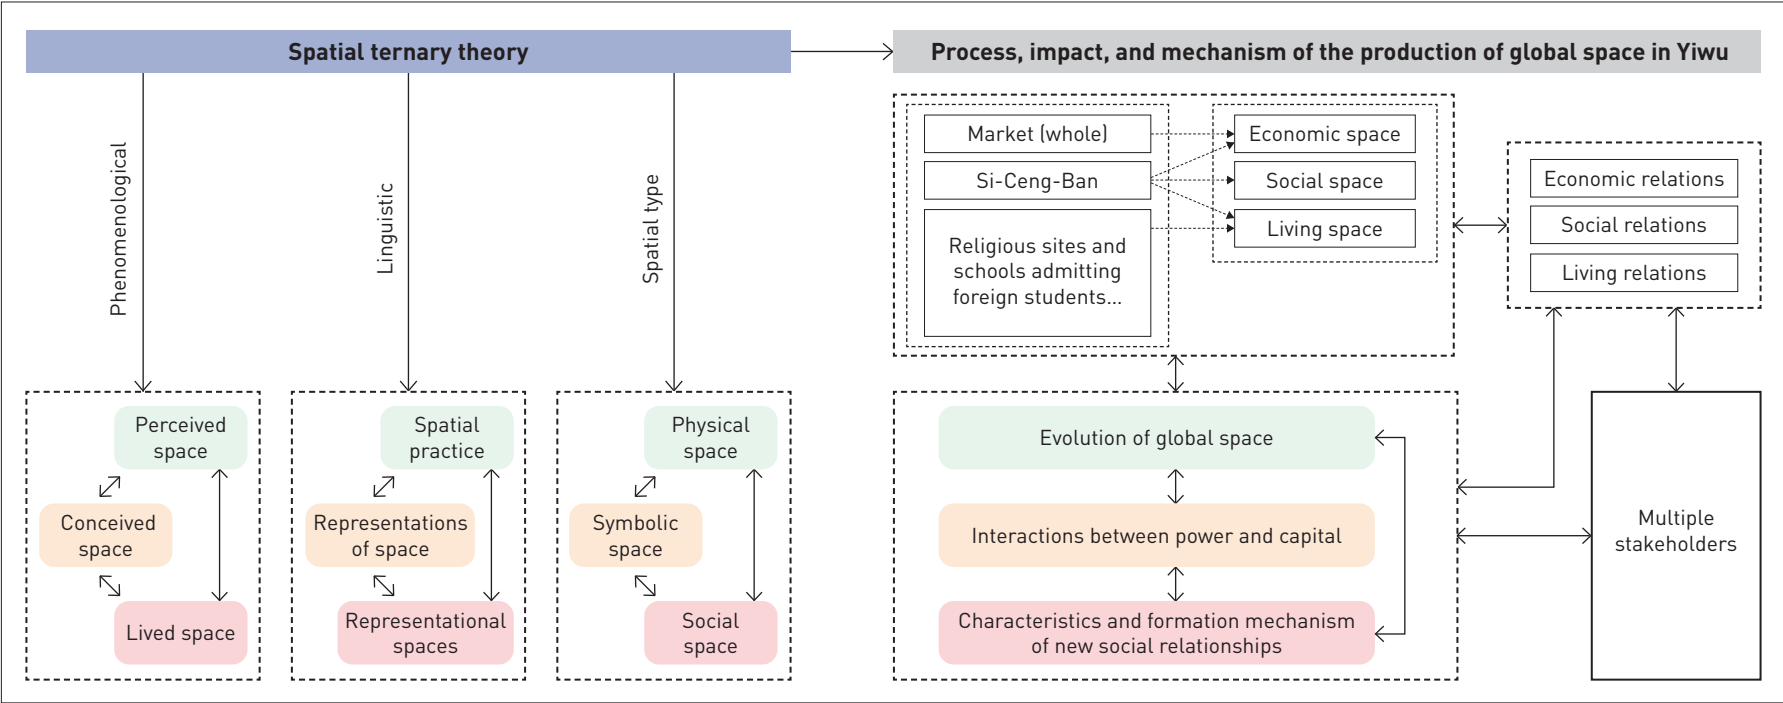 Spatial ternary theory
Process, impact, and mechanism of the production of global space in Yiwu
Phenomenological
Linguistic
Spatial type
Perceived
space
Conceived
space
Lived space
Spatial
practice
Representations
of space
Representational
spaces
Physical
space
Symbolic
space
Social
space
Market (whole)
Si-Ceng-Ban
Religious sites and
schools admitting
foreign students...
Economic space
Social space
Living space
Economic relations
Social relations
Living relations
Evolution of global space
Interactions between power and capital
Characteristics and formation mechanism
of new social relationships
Multiple
stakeholders